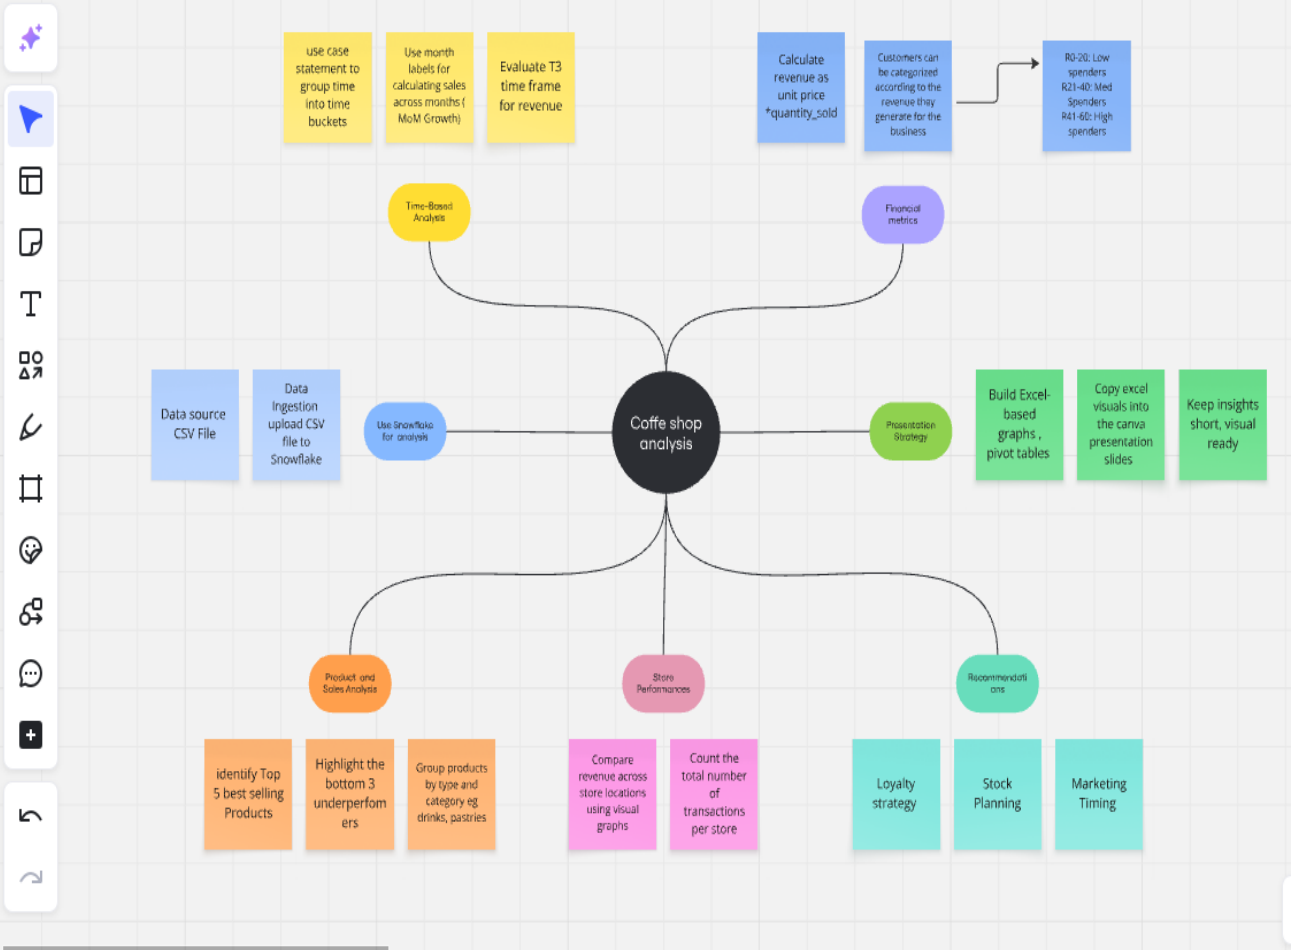 use case
statement to
group time
into time
buckets
Use month
labels for
calculating sales
across months (
MoM Growth)
Evaluate T3
time frame
for revenue
Calculate
revenue as
unit price
*quantity_sold
Customers can
be categorized
according to the
revenue they
generate for the
business
R0-20: Low
spenders
R21-40: Med
Spenders
R41-60: High
spenders
Time-Based
Analysis
Financial
metrics
Data source
CSV File
Data
Ingestion
upload CSV
file to
Snowflake
Use Snowflake
for analysis
Coffe shop
analysis
Presentation
Strategy
Build Excel-
based
graphs ,
pivot tables
Copy excel
visuals into
the canva
presentation
slides
Keep insights
short, visual
ready
Product and
Sales Analysis
Store
Performances
Recommendati
ons
identify Top
5 best selling
Products
Highlight the
bottom 3
underperfom
ers
Group products
by type and
category eg
drinks, pastries
Compare
revenue across
store locations
using visual
graphs
Count the
total number
of
transactions
per store
Loyalty
strategy
Stock
Planning
Marketing
Timing